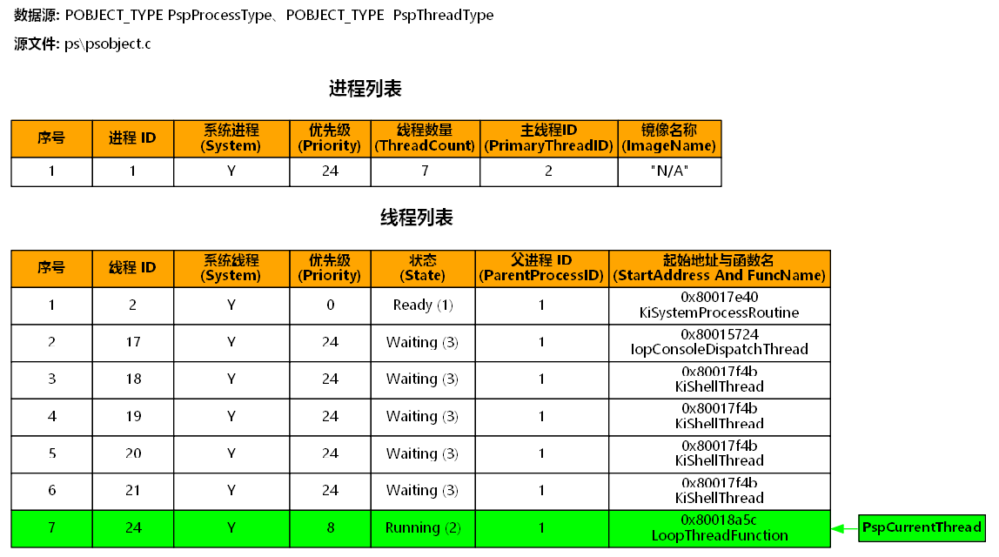 数据源: POBJECT_TYPE PspProcessType、POBJECT_TYPE  PspThreadType
源文件: ps\psobject.c
进程列表
序号 进程 ID 系统进程 (System) 优先级 (Priority) 线程数量 (ThreadCount) 主线程ID (PrimaryThreadID) 镜像名称 (ImageName)
1 1 Y 24 7 2 "N/A"
线程列表
序号 线程 ID 系统线程 (System) 优先级 (Priority) 状态 (State) 父进程 ID (ParentProcessID) 起始地址与函数名 (StartAddress And FuncName)
1 2 Y 0 Ready (1) 1 0x80017e40 KiSystemProcessRoutine
2 17 Y 24 Waiting (3) 1 0x80015724 IopConsoleDispatchThread
3 18 Y 24 Waiting (3) 1 0x80017f4b KiShellThread
4 19 Y 24 Waiting (3) 1 0x80017f4b KiShellThread
5 20 Y 24 Waiting (3) 1 0x80017f4b KiShellThread
6 21 Y 24 Waiting (3) 1 0x80017f4b KiShellThread
7 24 Y 8 Running (2) 1 0x80018a5c LoopThreadFunction
PspCurrentThread